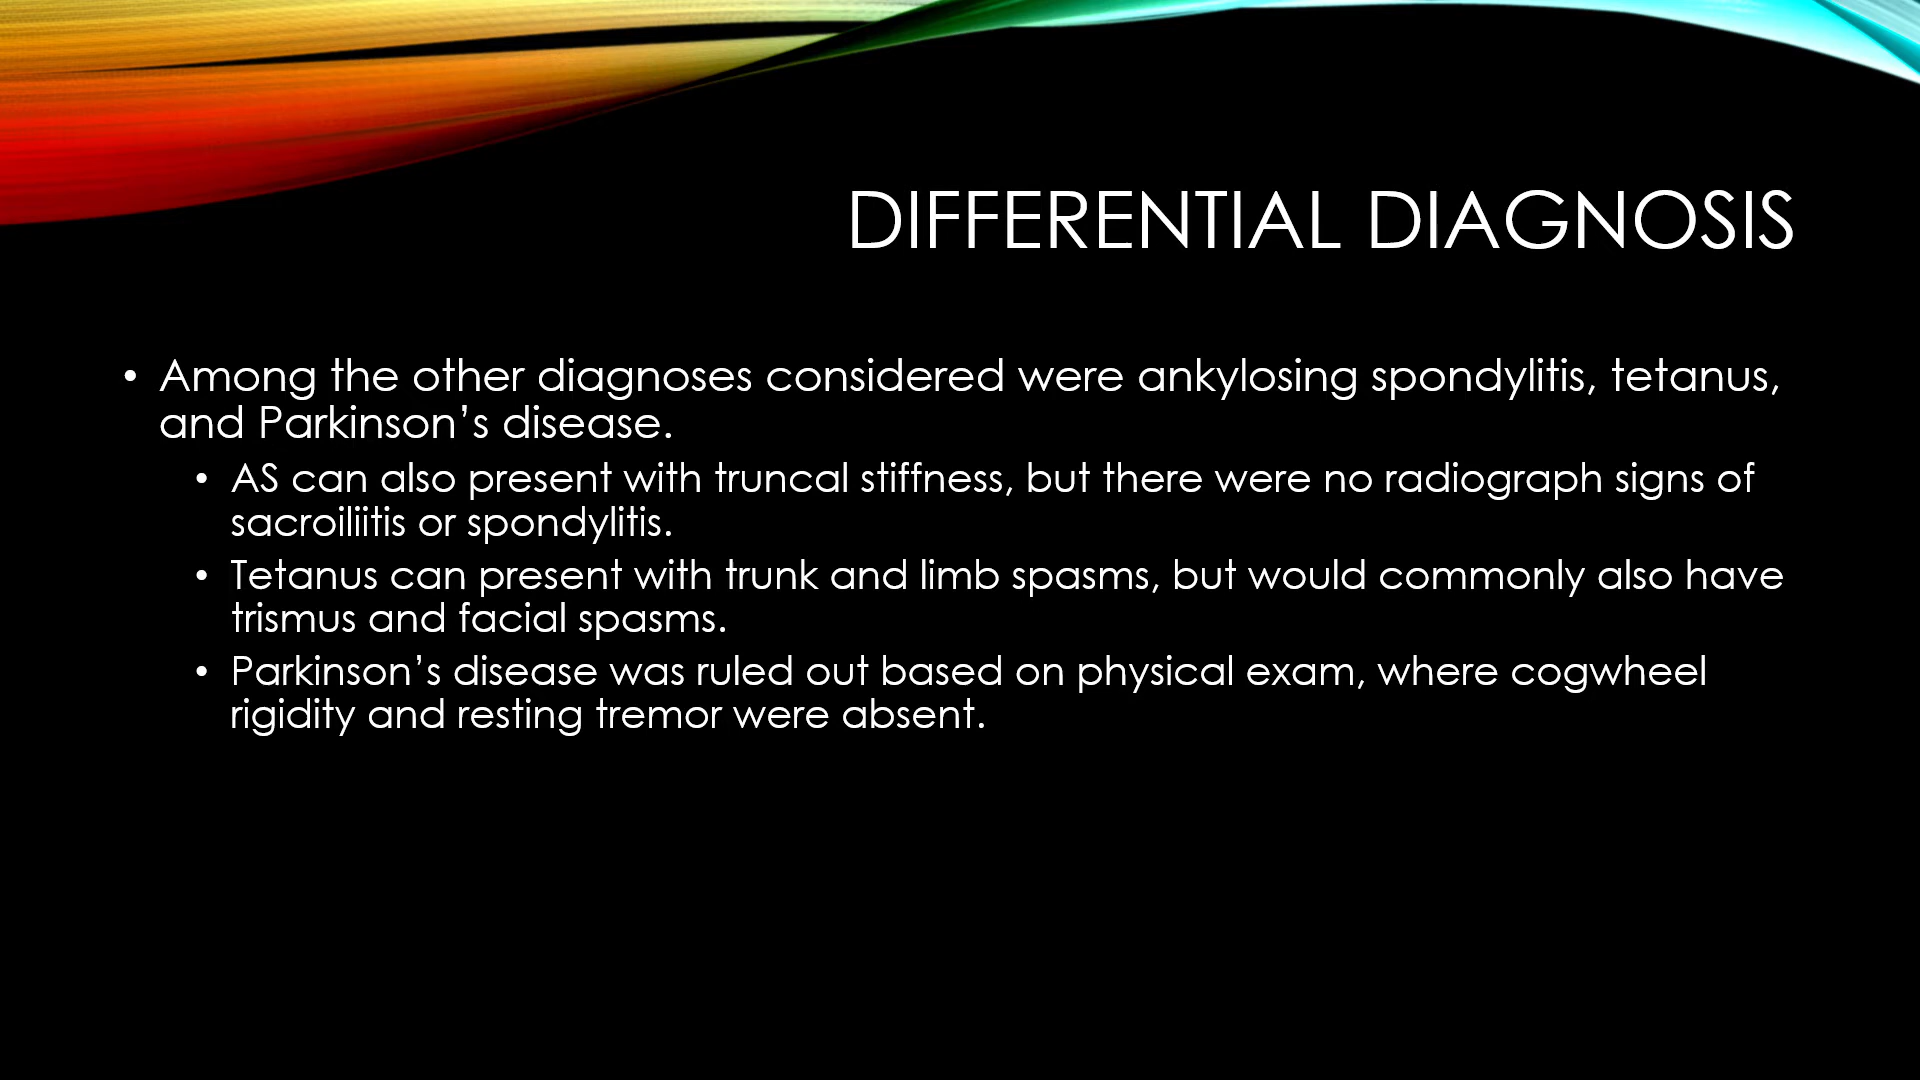 DIFFERENTIAL DIAGNOSIS
• Among the other diagnoses considered were ankylosing spondylitis, tetanus,
and Parkinson’s disease.
• AS can also present with truncal stiffness, but there were no radiograph signs of
sacroiliitis or spondylitis.
• Tetanus can present with trunk and limb spasms, but would commonly also have
trismus and facial spasms.
• Parkinson’s disease was ruled out based on physical exam, where cogwheel
rigidity and resting tremor were absent.